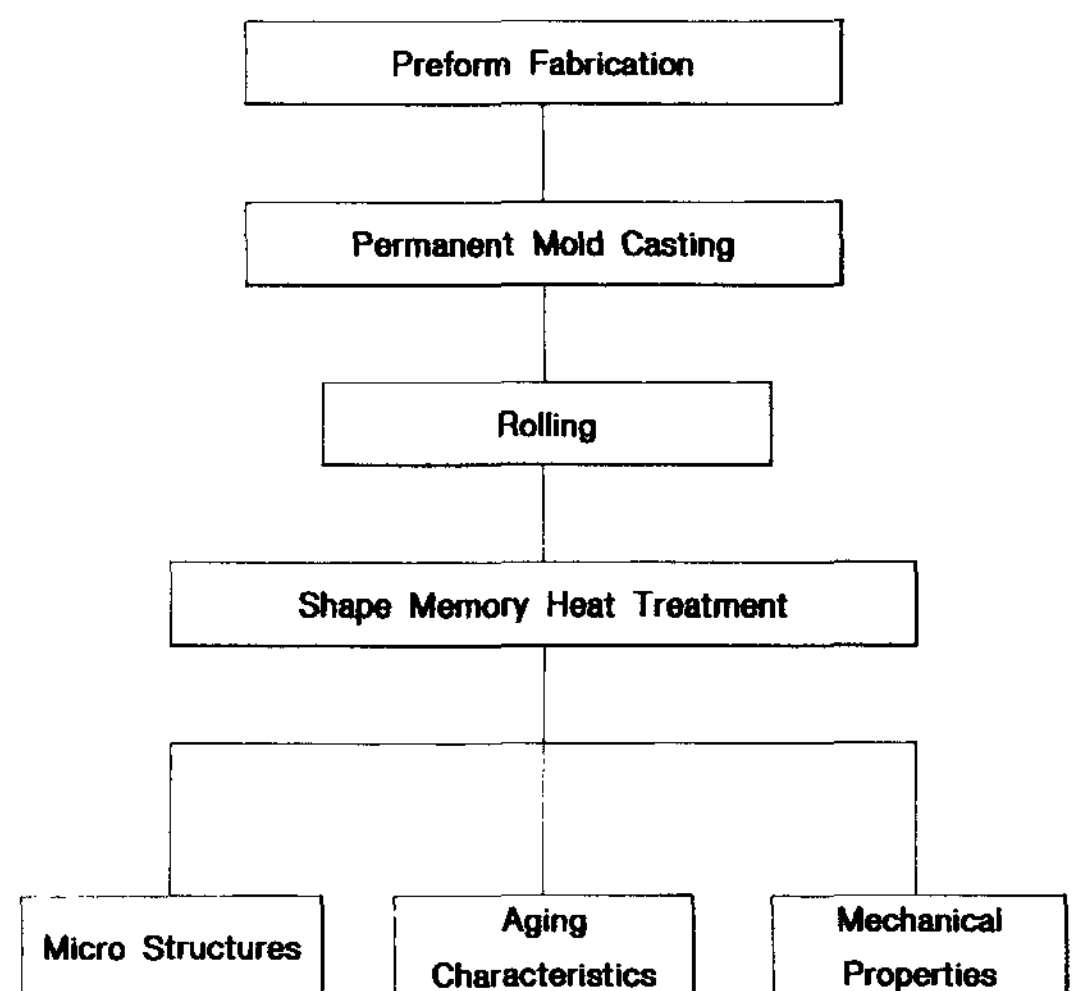 Preform Fabrication
Permanent Mold Casting
Rolling
Shape Memory Heat Treatment
Micro Structures
Aging
Characteristics
Mechanical
Properties